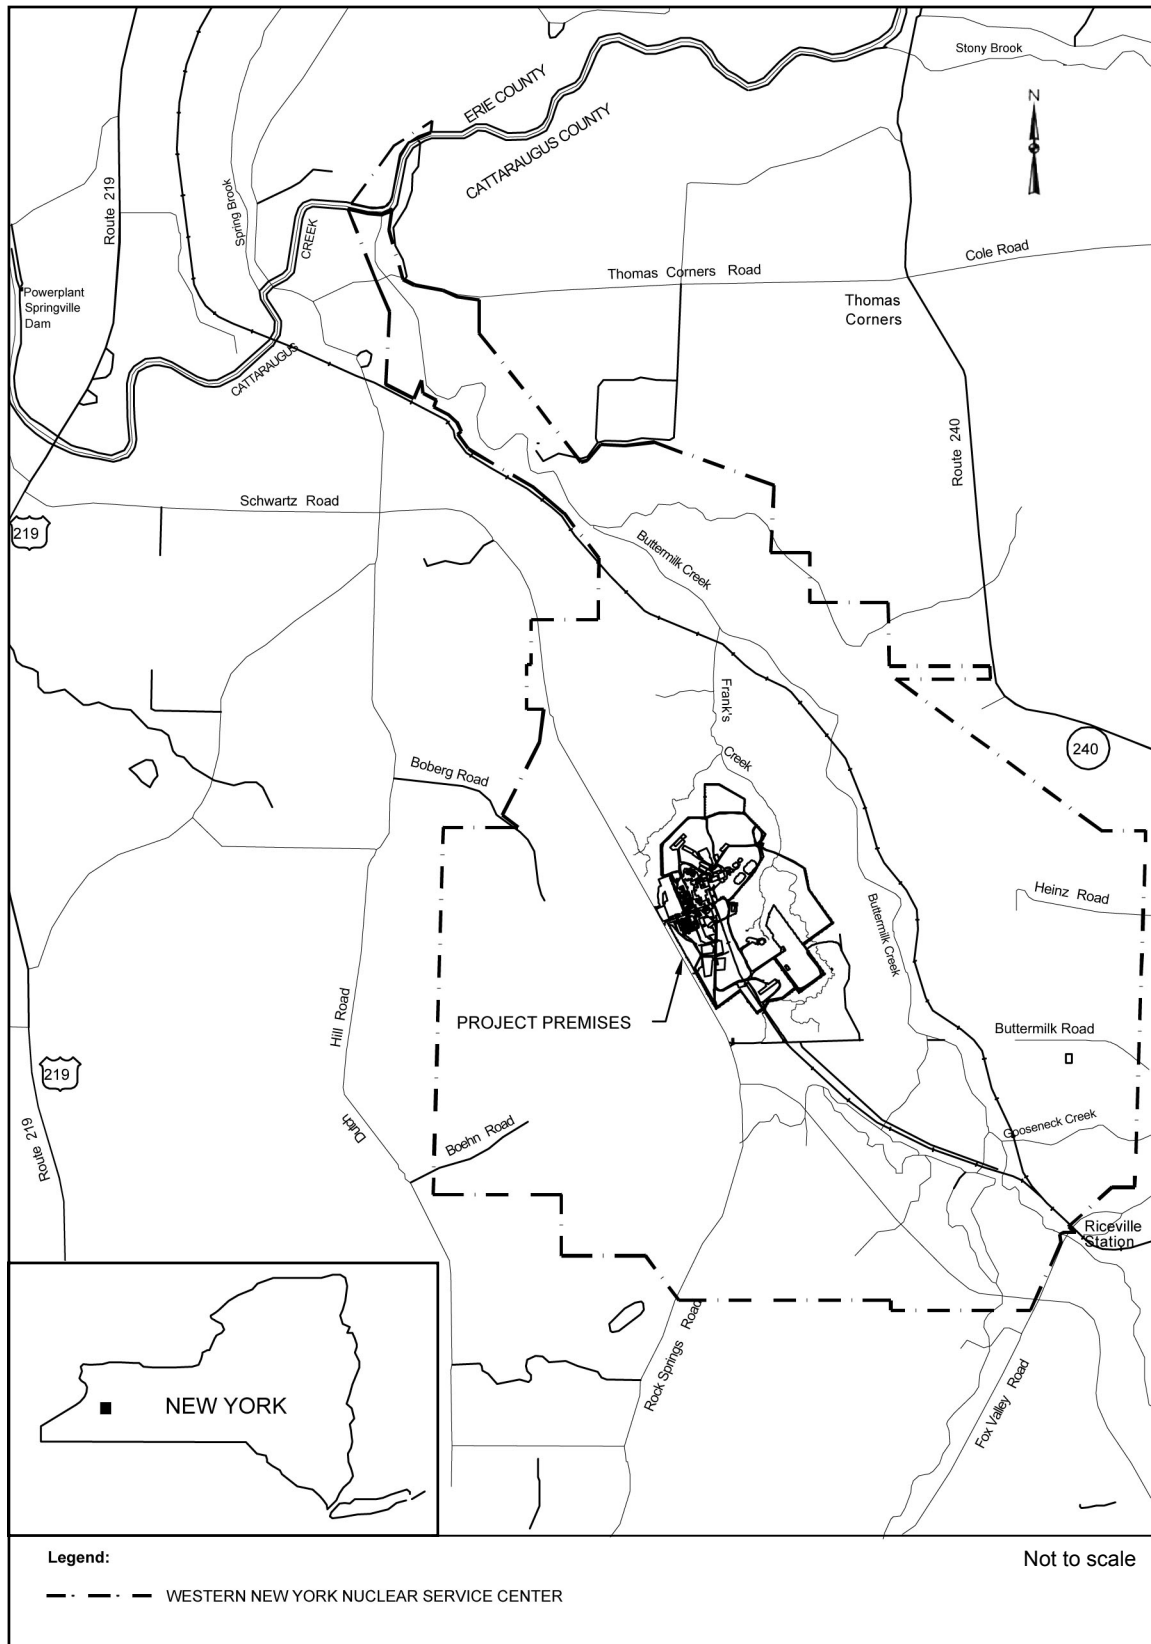 Stony Brook
ERIE COUNTY
CATTARAUGUS COUNTY
N
Route 219
Spring Brook
CREEK
Thomas Corners Road
Cole Road
Powerplant
Springville
Dam
Thomas
Corners
CATTARAUGUS
Route 240
Schwartz Road
219
Buttermilk Creek
Frank's
Creek
240
Boberg Road
Heinz Road
Buttermilk Creek
PROJECT PREMISES
Hill Road
Buttermilk Road
219
Route 219
Dutch
Boehn Road
Gooseneck Creek
Riceville
Station
Rock Springs Road
Fox Valley Road
NEW YORK
Legend:
Not to scale
WESTERN NEW YORK NUCLEAR SERVICE CENTER